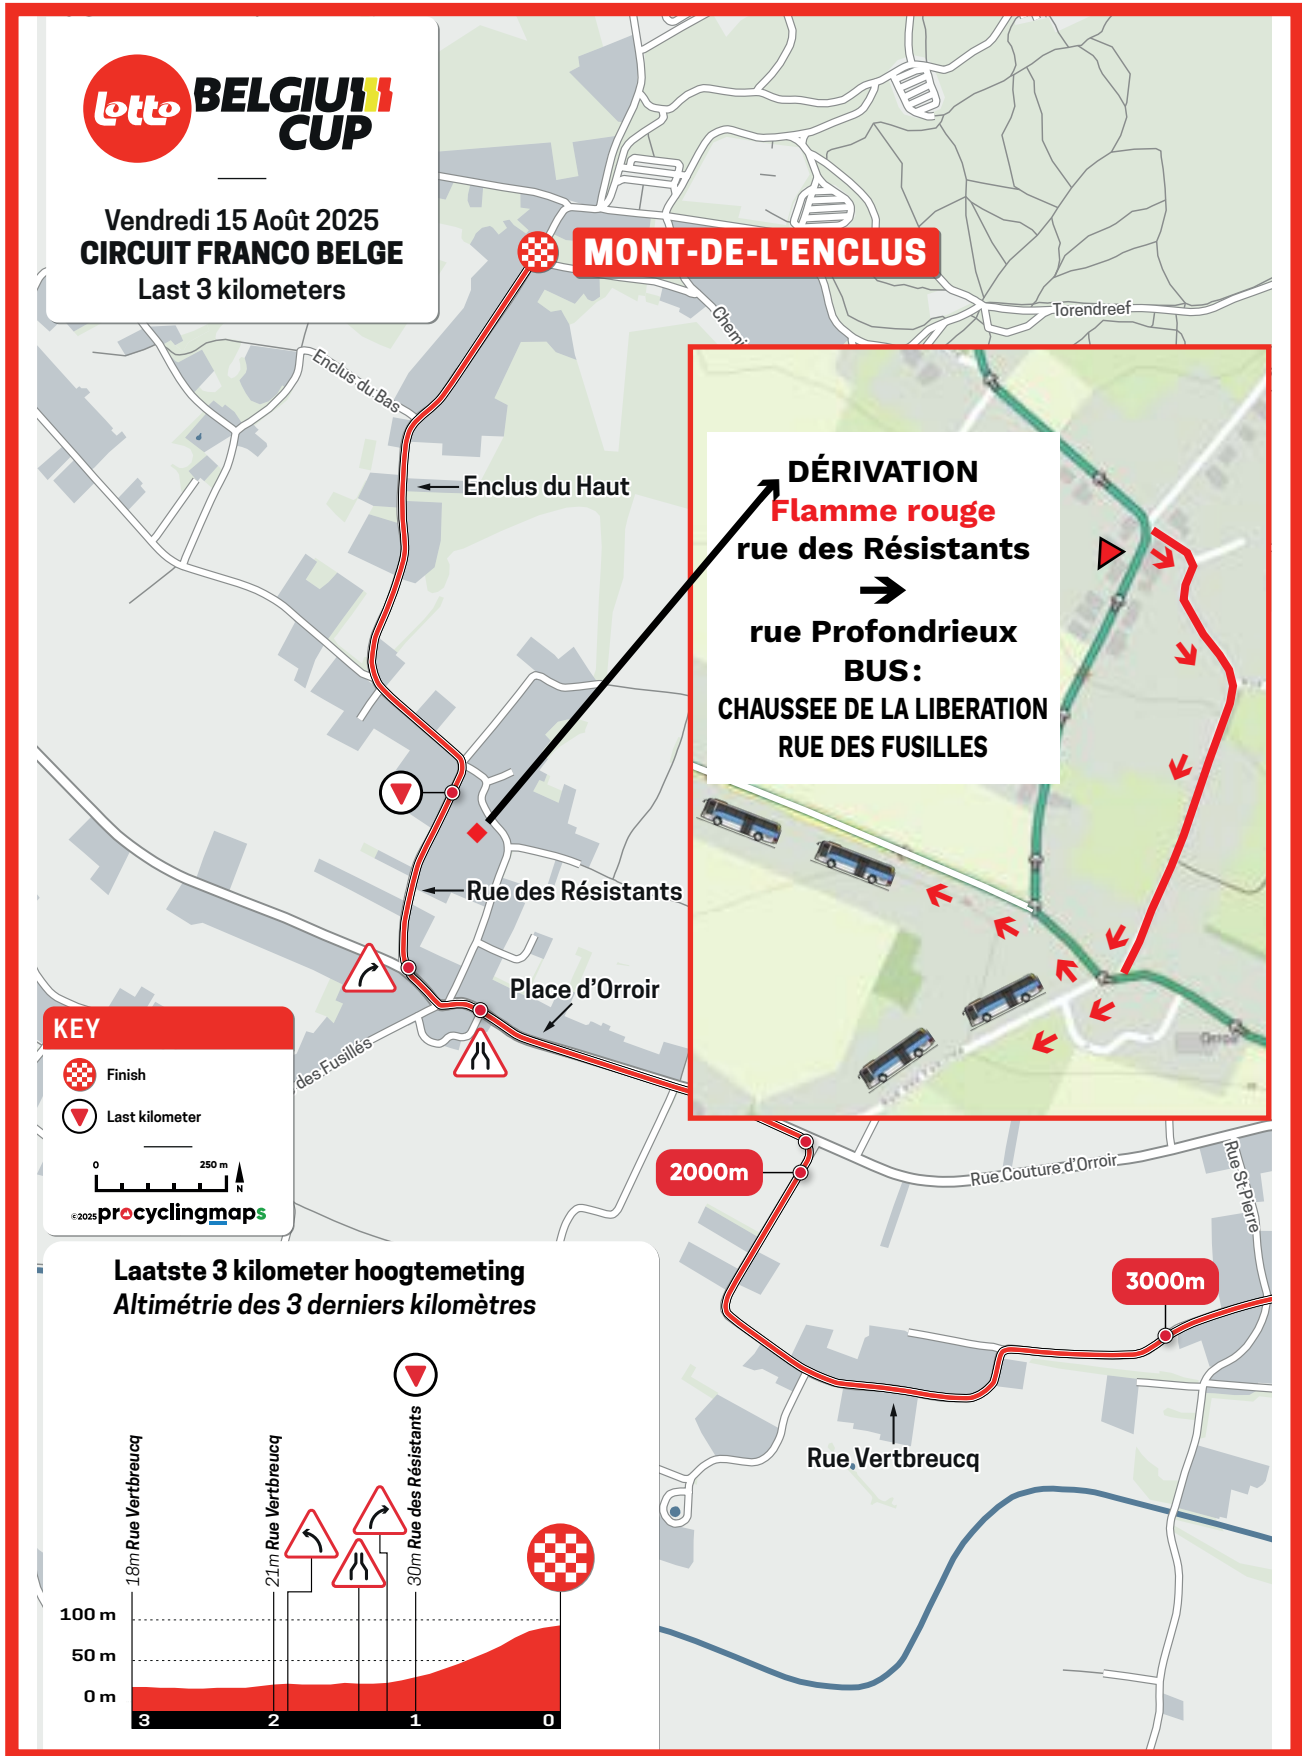 lotto
BELGIUM
CUP
Vendredi 15 Août 2025
CIRCUIT FRANCO BELGE
Last 3 kilometers
MONT-DE-L'ENCLUS
Torendreef
Chemi
Enclus du Bas
Enclus du Haut
DÉRIVATION
Flamme rouge
rue des Résistants
rue Profondrieux
BUS:
CHAUSSEE DE LA LIBERATION
RUE DES FUSILLES
Orroir
Rue des Résistants
Place d'Orroir
des Fusillés
KEY
Finish
Last kilometer
0 250 m
N
©2025 procyclingmaps
2000m
Rue Couture d'Orroir
Rue St-Pierre
3000m
Rue Vertbreucq
Laatste 3 kilometer hoogtemeting
Altimétrie des 3 derniers kilomètres
18m Rue Vertbreucq
21m Rue Vertbreucq
30m Rue des Résistants
100 m
50 m
0 m
3 2 1 0